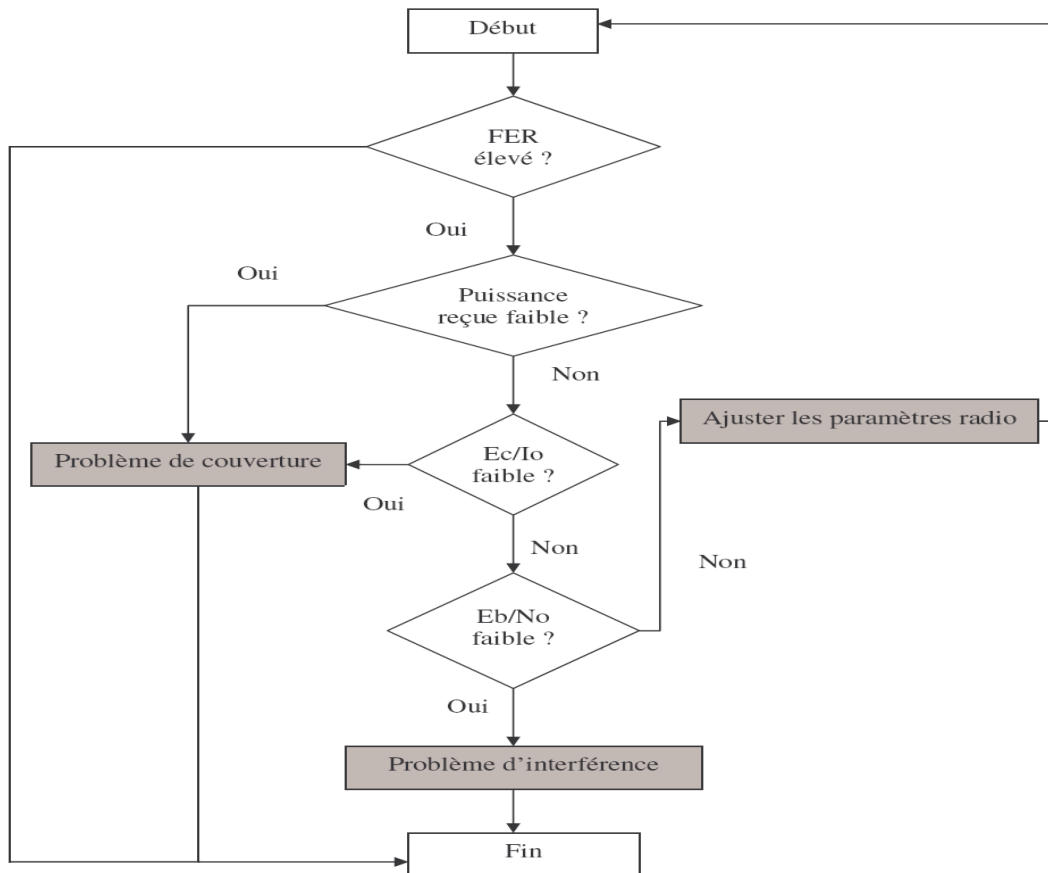 Début
FER
élevé ?
Oui
Oui
Puissance
reçue faible ?
Non
Ajuster les paramètres radio
Problème de couverture
Ec/Io
faible ?
Oui
Non
Non
Eb/No
faible ?
Oui
Problème d’interférence
Fin